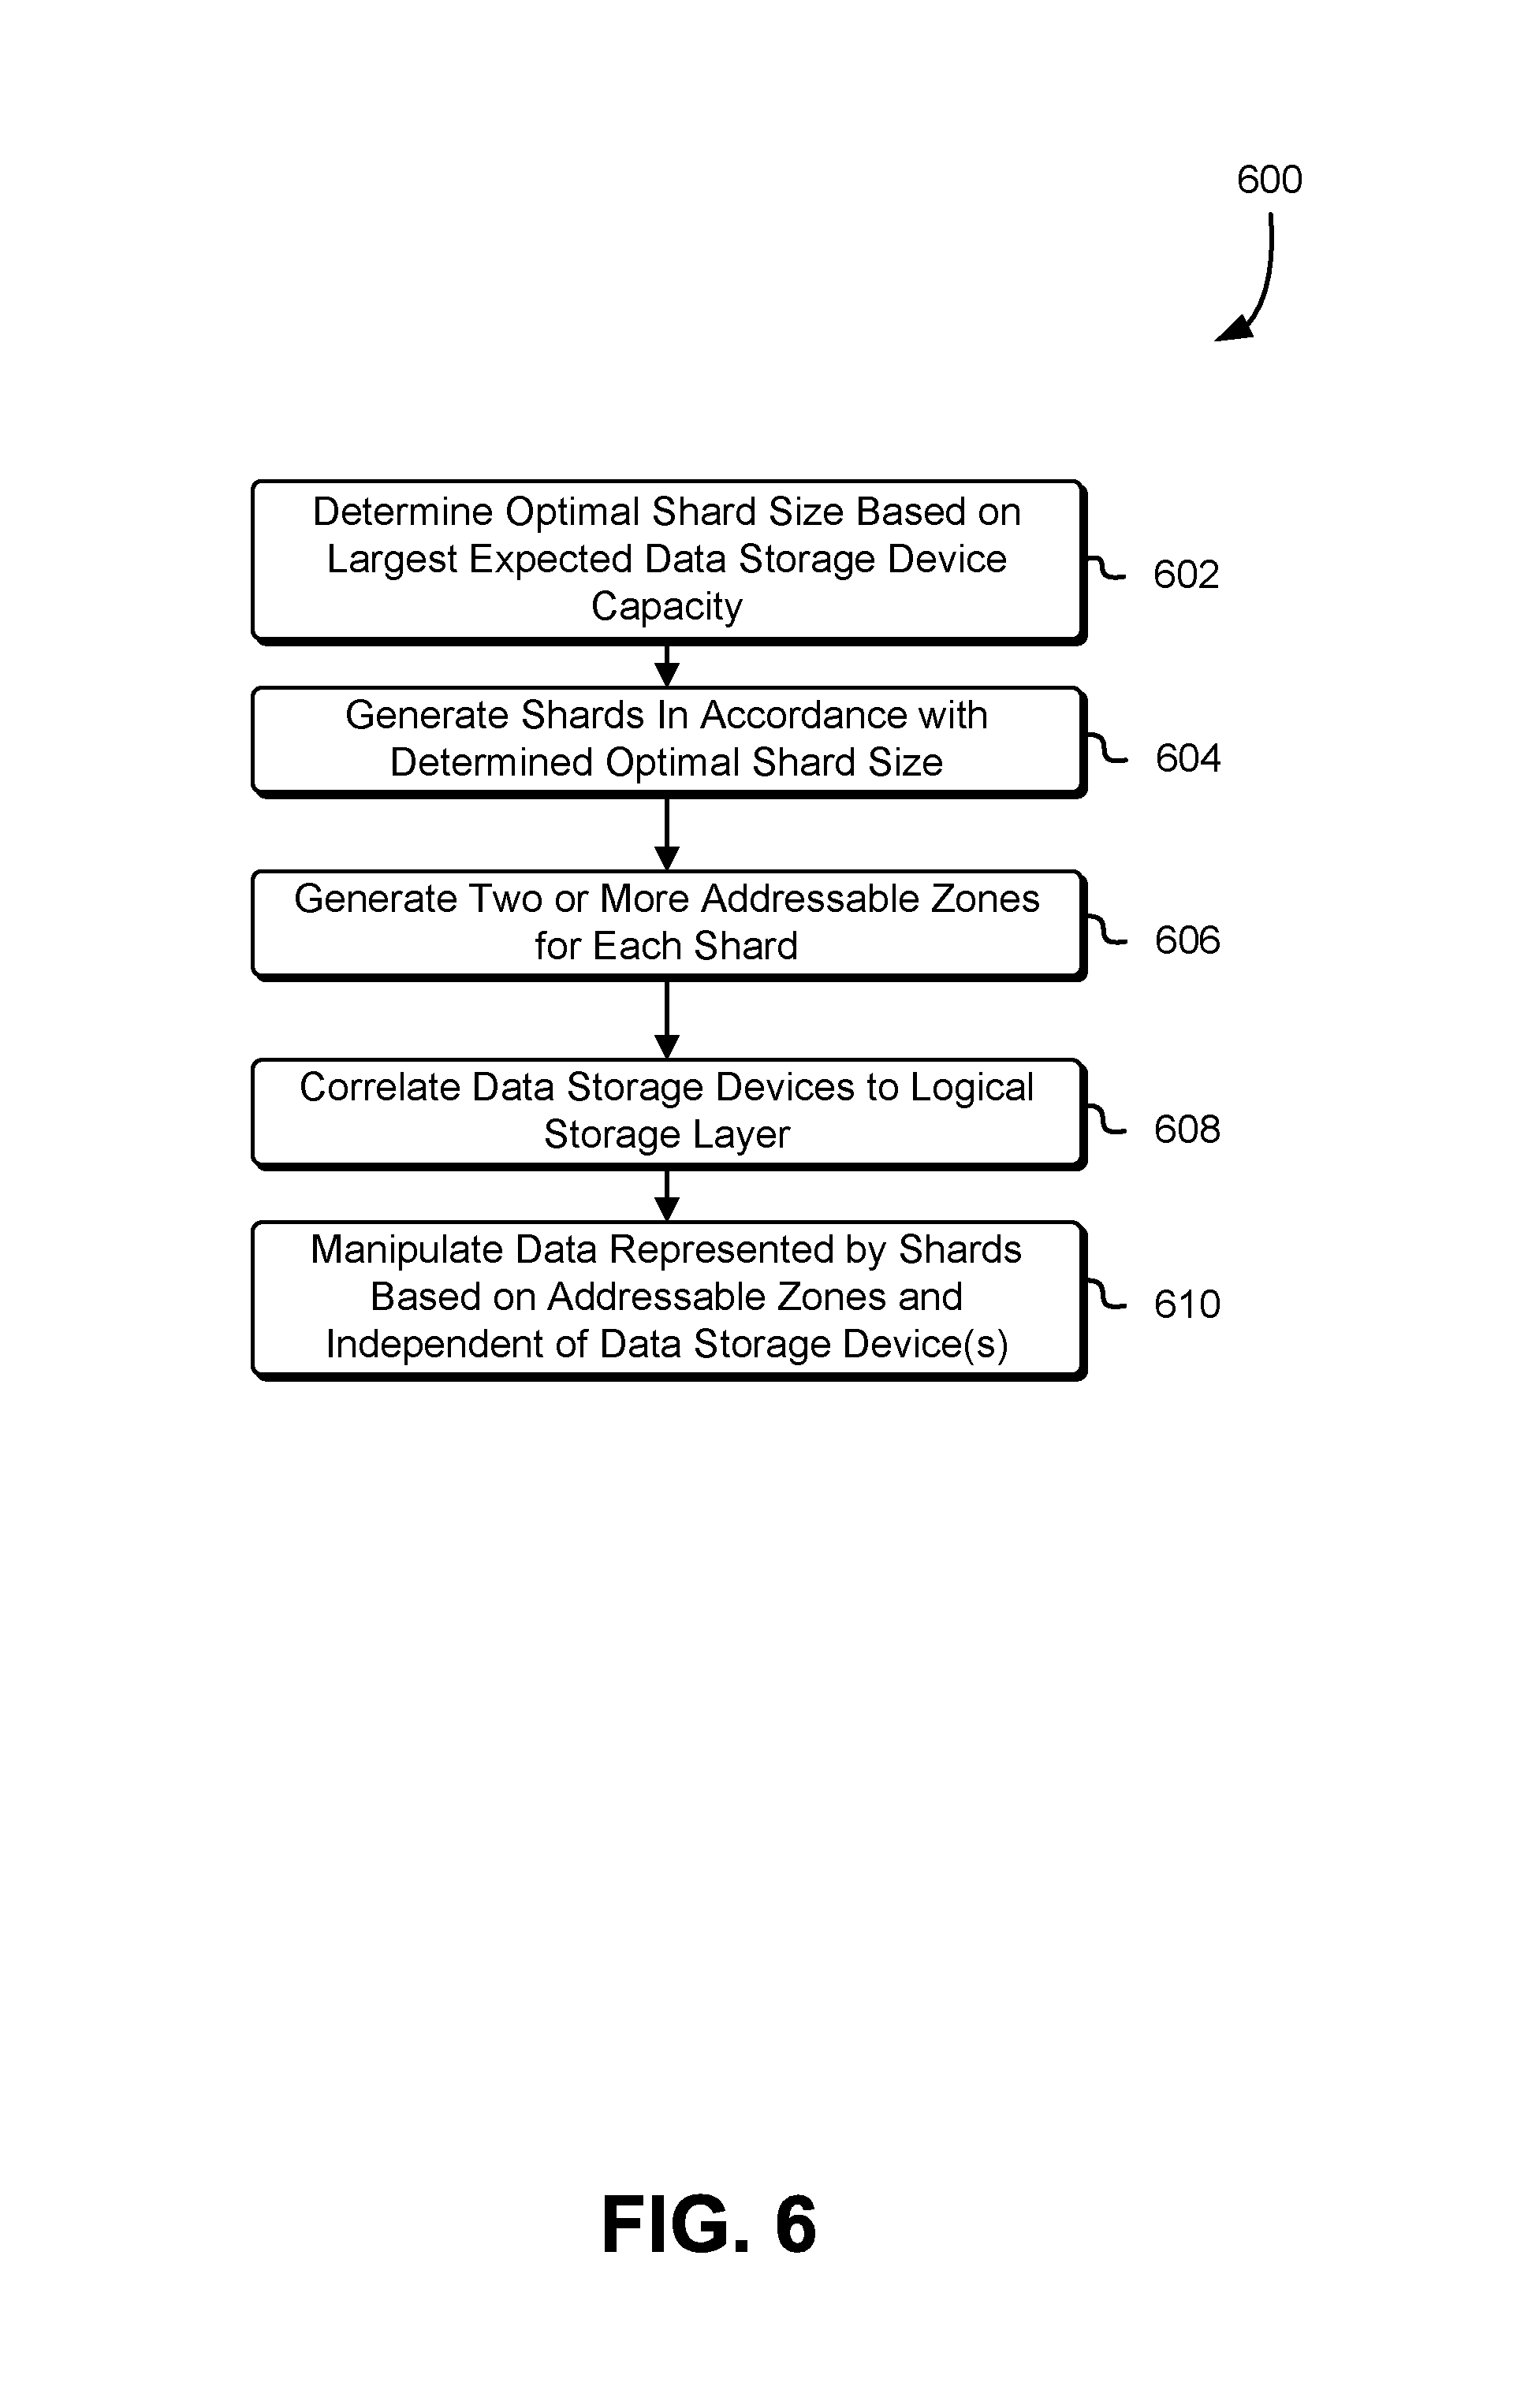 600
Determine Optimal Shard Size Based on
Largest Expected Data Storage Device
Capacity
602
Generate Shards In Accordance with
Determined Optimal Shard Size
604
Generate Two or More Addressable Zones
for Each Shard
606
Correlate Data Storage Devices to Logical
Storage Layer
608
Manipulate Data Represented by Shards
Based on Addressable Zones and
Independent of Data Storage Device(s)
610
FIG. 6